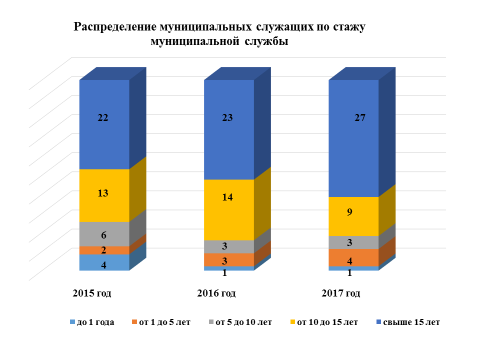 Распределение муниципальных служащих по стажу
муниципальной службы
22
23
27
13
14
9
6
3
3
2
3
4
4
1
1
2015 год
2016 год
2017 год
до 1 года
от 1 до 5 лет
от 5 до 10 лет
от 10 до 15 лет
свыше 15 лет